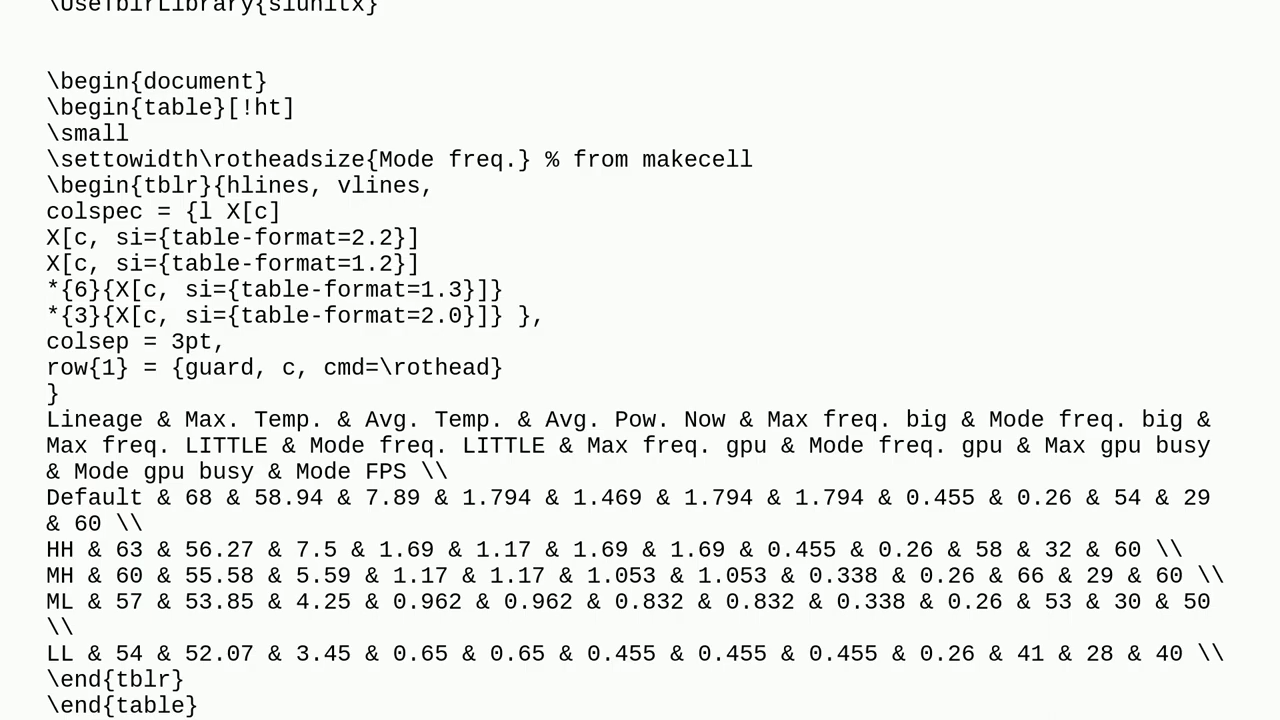 \UseTblrLibrary{siunitx}
\begin{document}
\begin{table}[!ht]
\small
\settowidth\rotheadsize{Mode freq.} % from makecell
\begin{tblr}{hlines, vlines,
colspec = {l X[c]
X[c, si={table-format=2.2}]
X[c, si={table-format=1.2}]
*{6}{X[c, si={table-format=1.3}]}
*{3}{X[c, si={table-format=2.0}]} },
colsep = 3pt,
row{1} = {guard, c, cmd=\rothead}
}
Lineage & Max. Temp. & Avg. Temp. & Avg. Pow. Now & Max freq. big & Mode freq. big &
Max freq. LITTLE & Mode freq. LITTLE & Max freq. gpu & Mode freq. gpu & Max gpu busy
& Mode gpu busy & Mode FPS \\
Default & 68 & 58.94 & 7.89 & 1.794 & 1.469 & 1.794 & 1.794 & 0.455 & 0.26 & 54 & 29
& 60 \\
HH & 63 & 56.27 & 7.5 & 1.69 & 1.17 & 1.69 & 1.69 & 0.455 & 0.26 & 58 & 32 & 60 \\
MH & 60 & 55.58 & 5.59 & 1.17 & 1.17 & 1.053 & 1.053 & 0.338 & 0.26 & 66 & 29 & 60 \\
ML & 57 & 53.85 & 4.25 & 0.962 & 0.962 & 0.832 & 0.832 & 0.338 & 0.26 & 53 & 30 & 50
\\
LL & 54 & 52.07 & 3.45 & 0.65 & 0.65 & 0.455 & 0.455 & 0.455 & 0.26 & 41 & 28 & 40 \\
\end{tblr}
\end{table}